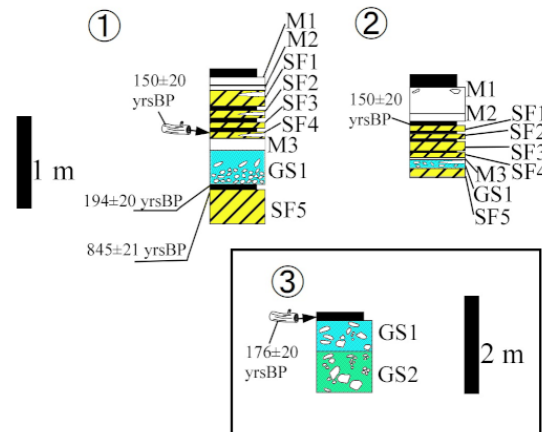 ①
M1
M2
SF1
SF2
SF3
SF4
M3
GS1
SF5
150±20
yrsBP
194±20 yrsBP
845±21 yrsBP
1 m
②
150±20
yrsBP
M1
M2
SF1
SF2
SF3
SF4
M3
GS1
SF5
③
176±20
yrsBP
GS1
GS2
2 m